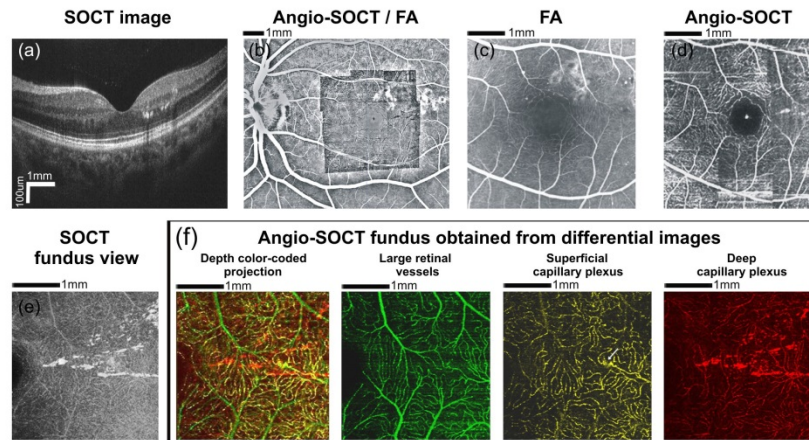 SOCT image
Angio-SOCT / FA
FA
Angio-SOCT
(a)
1mm
100um
1mm
(b)
1mm
(c)
1mm
(d)
SOCT
fundus view
1mm
(e)
(f)
Angio-SOCT fundus obtained from differential images
Depth color-coded
projection
1mm
Large retinal
vessels
1mm
Superficial
capillary plexus
1mm
Deep
capillary plexus
1mm